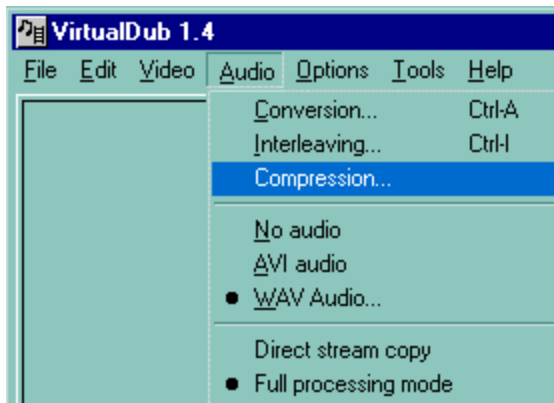 VirtualDub 1.4
File Edit Video Audio Options Tools Help
Conversion... Ctrl-A
Interleaving... Ctrl-I
Compression...
No audio
AVI audio
WAV Audio...
Direct stream copy
Full processing mode